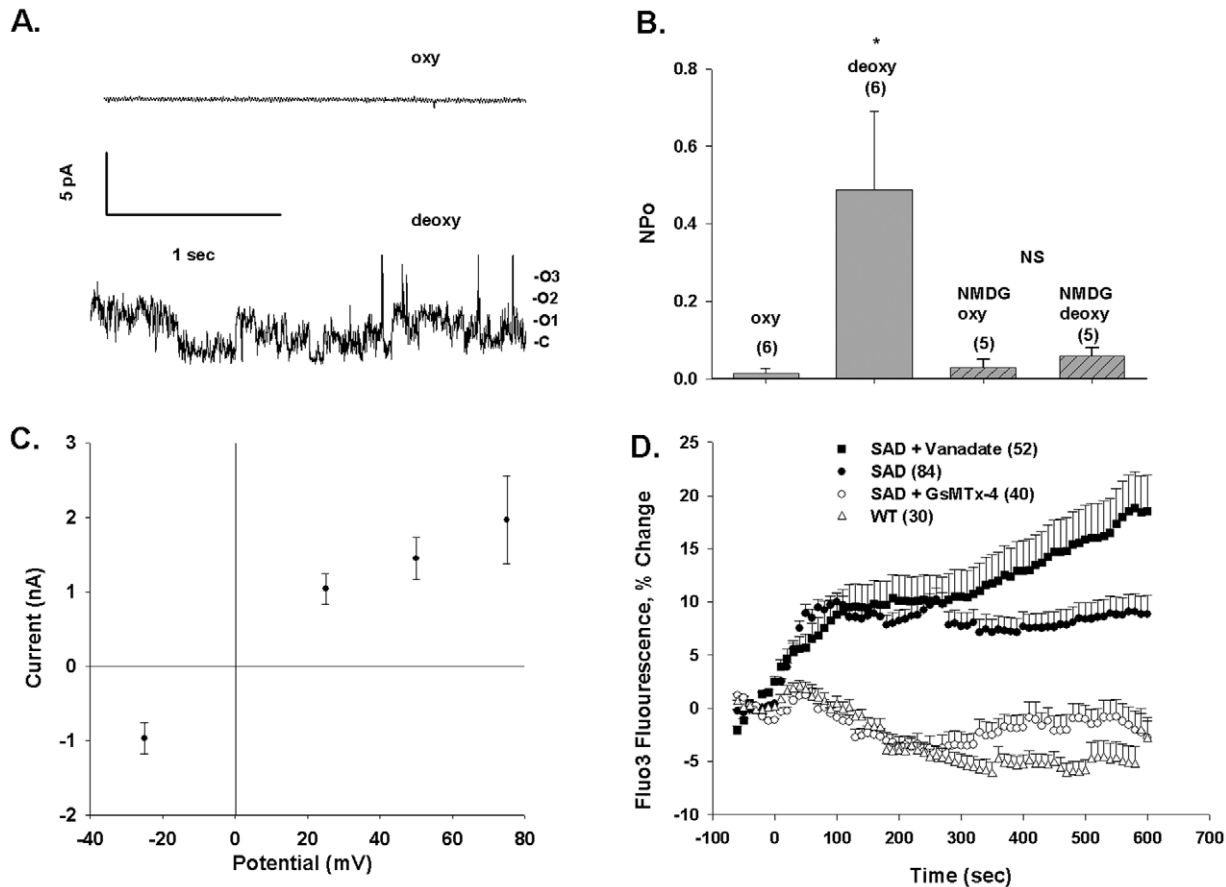 A.
oxy
5 pA
1 sec
deoxy
-O3
-O2
-O1
-C
B.
NPo
0.8
0.6
0.4
0.2
0.0
oxy
(6)
*
deoxy
(6)
NMDG
oxy
(5)
NS
NMDG
deoxy
(5)
C.
Current (nA)
3
2
1
0
-1
-2
-40 -20 0 20 40 60 80
Potential (mV)
D.
Fluo3 Fluourescence, % Change
25
20
15
10
5
0
-5
-10
SAD + Vanadate (52)
SAD (84)
SAD + GsMTx-4 (40)
WT (30)
-100 0 100 200 300 400 500 600 700
Time (sec)